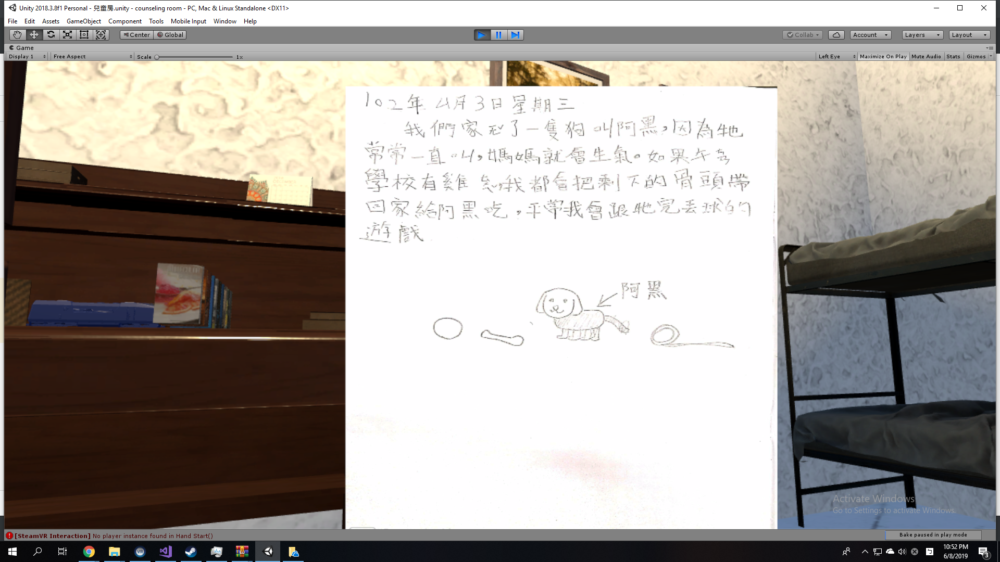 Unity 2018.3.8f1 Personal - 兒童房.unity - counseling room - PC, Mac & Linux Standalone <DX11>
File Edit Assets GameObject Component Tools Mobile Input Window Help
Center Global Collab Account Layers Layout
Game
Display 1 Free Aspect Scale 1x Left Eye Maximize On Play Mute Audio Stats Gizmos
102年4月3日星期三
我們家了一隻狗叫阿黑,因為牠
常常一直叫,媽媽就會生氣。如果午
學校有雞,我都會把剩下的骨頭帶
回家給阿黑吃,平常我會跟牠完丟球的
遊戲
阿黑
Activate Windows
Go to Settings to activate Windows.
[SteamVR Interaction] No player instance found in Hand Start()
Bake paused in play mode
10:52 PM
6/8/2019
3